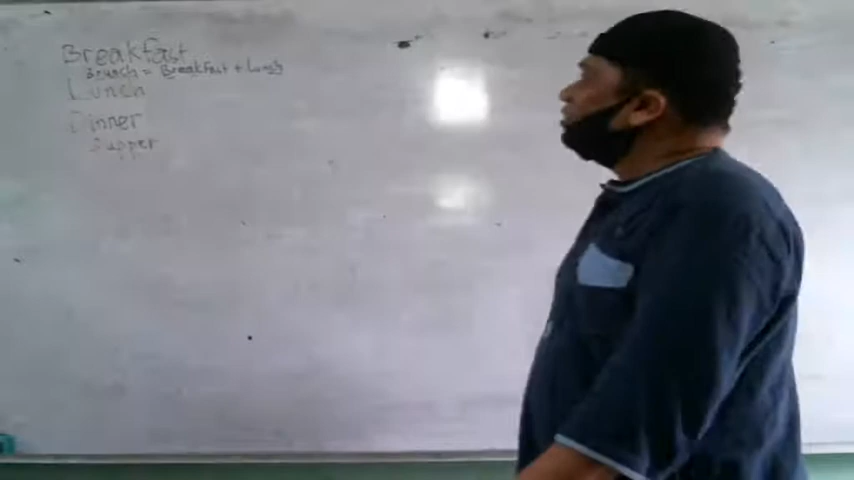 Breakfast
Brunch = Breakfast + Lunch
Lunch
Dinner
Supper